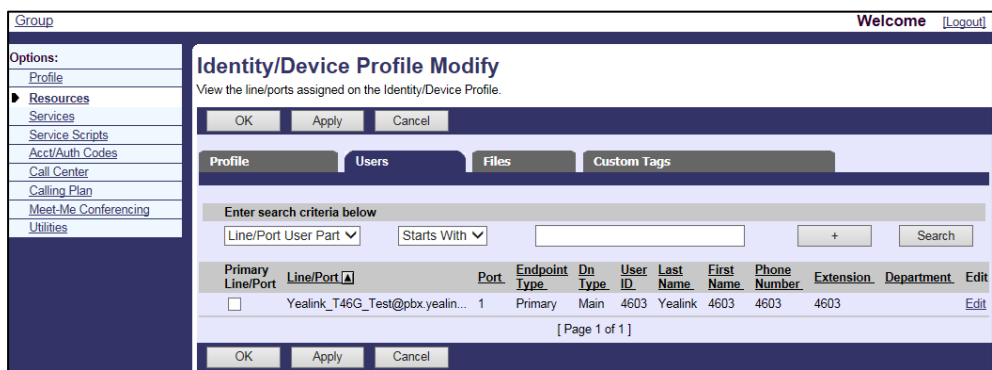 Group
Welcome [Logout]
Options:
Profile
Resources
Services
Service Scripts
Acct/Auth Codes
Call Center
Calling Plan
Meet-Me Conferencing
Utilities
Identity/Device Profile Modify
View the line/ports assigned on the Identity/Device Profile.
OK Apply Cancel
Profile Users Files Custom Tags
Enter search criteria below
Line/Port User Part Starts With + Search
Primary Line/Port Line/Port Port Endpoint Type Dn Type User ID Last Name First Name Phone Number Extension Department Edit
Yealink_T46G_Test@pbx.yealin... 1 Primary Main 4603 Yealink 4603 4603 4603 Edit
[ Page 1 of 1 ]
OK Apply Cancel